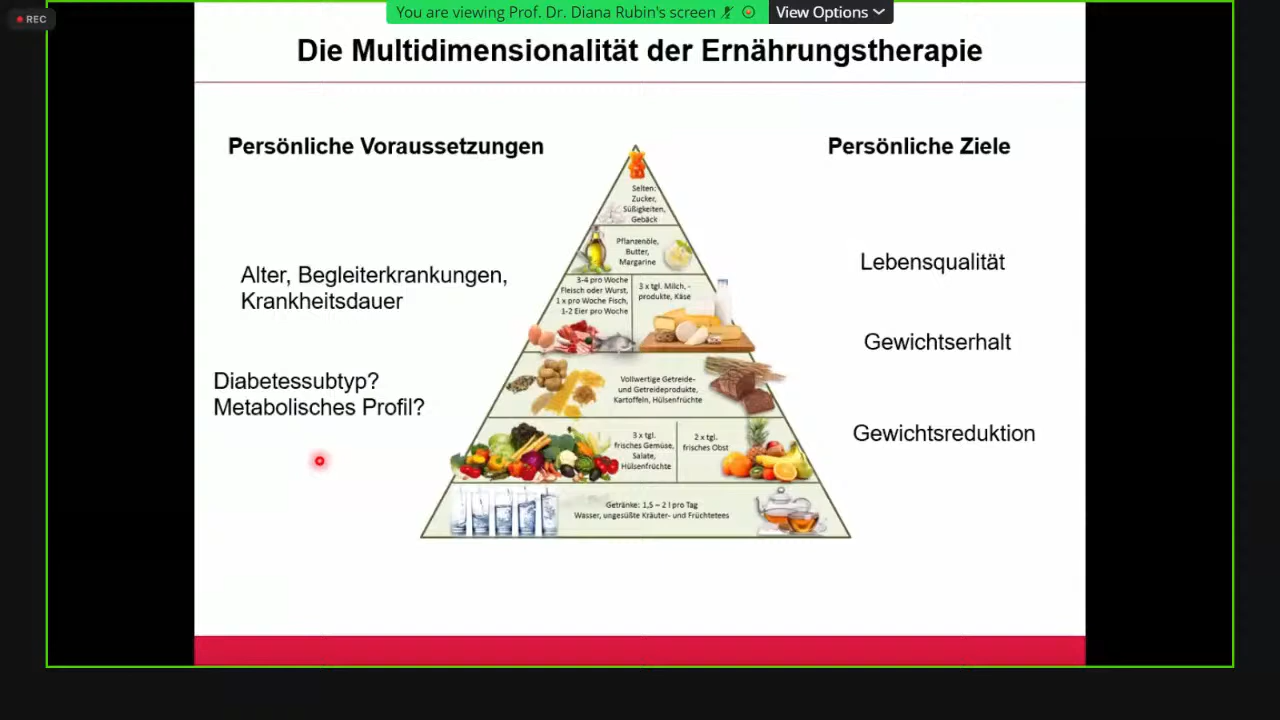 REC
You are viewing Prof. Dr. Diana Rubin's screen
View Options
Die Multidimensionalität der Ernährungstherapie
Persönliche Voraussetzungen
Alter, Begleiterkrankungen,
Krankheitsdauer
Diabetessubtyp?
Metabolisches Profil?
Selten:
Zucker,
Süßigkeiten,
Gebäck
Pflanzenöle,
Butter,
Margarine
3-4 pro Woche
Fleisch oder Wurst,
1 x pro Woche Fisch,
1-2 Eier pro Woche
3 x tgl. Milch, -
produkte, Käse
Vollwertige Getreide-
und Getreideprodukte,
Kartoffeln, Hülsenfrüchte
3 x tgl.
frisches Gemüse,
Salate,
Hülsenfrüchte
2 x tgl.
frisches Obst
Getränke: 1,5 – 2 l pro Tag
Wasser, ungesüßte Kräuter- und Früchtetees
Persönliche Ziele
Lebensqualität
Gewichtserhalt
Gewichtsreduktion